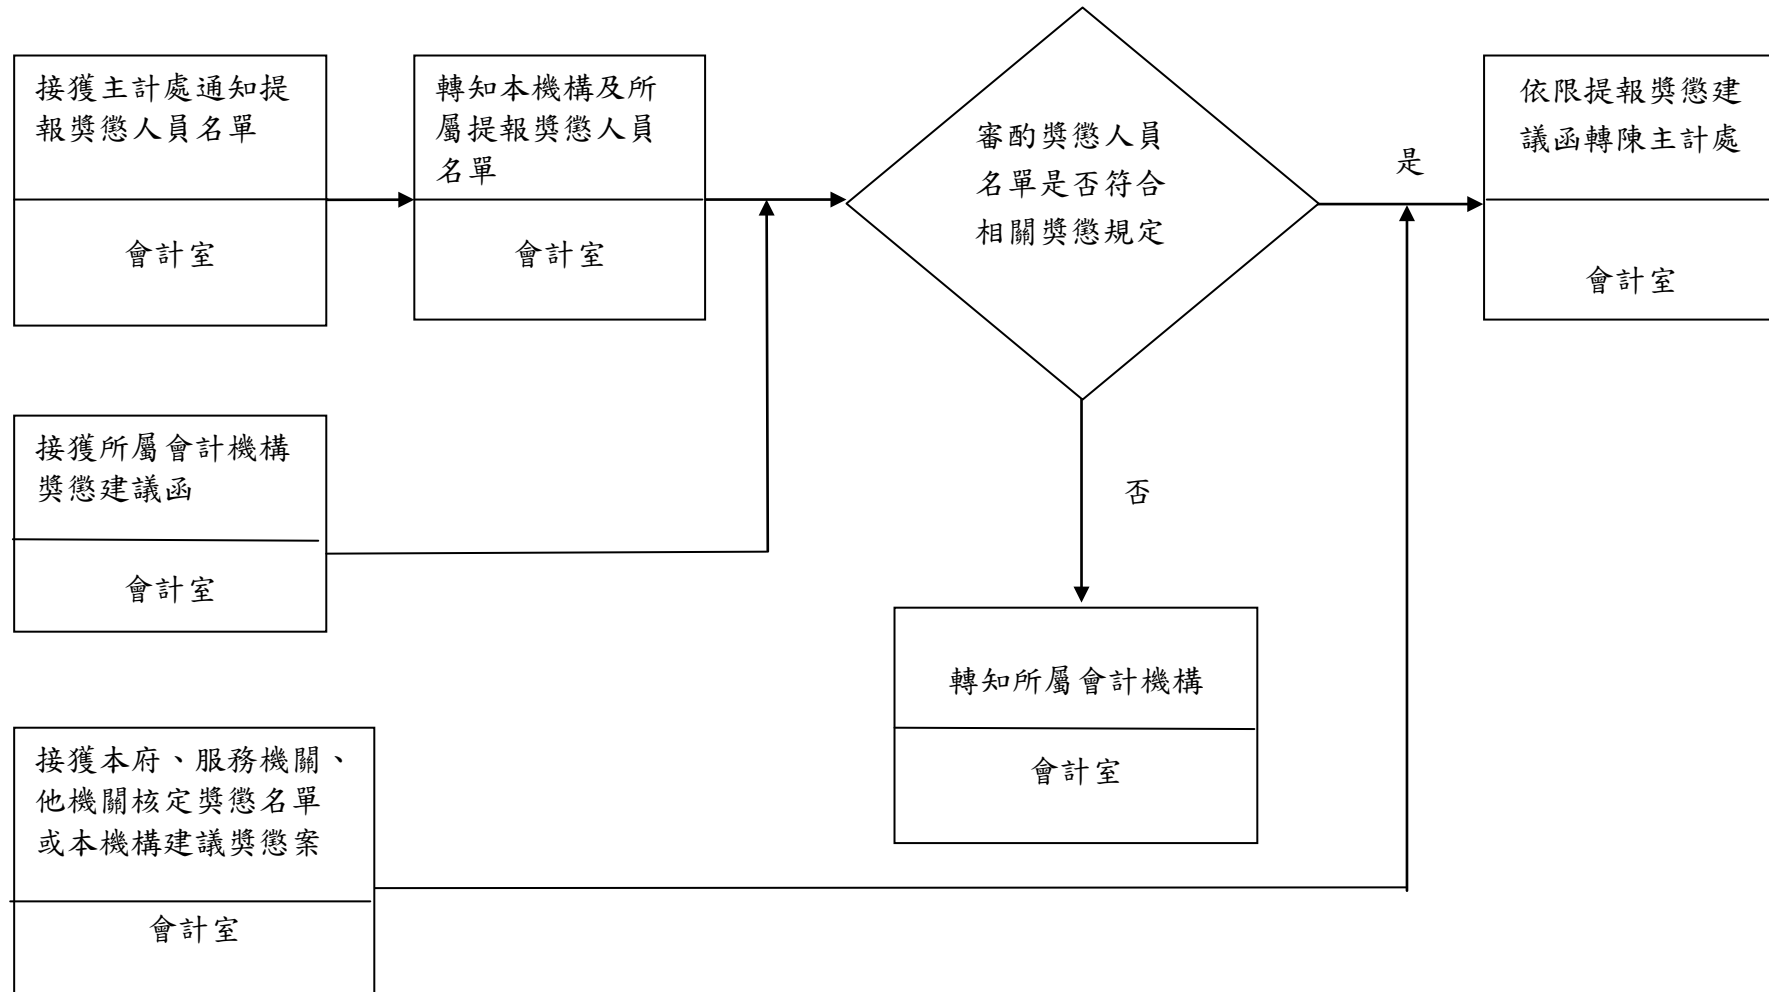 接獲主計處通知提
報獎懲人員名單
會計室
轉知本機構及所
屬提報獎懲人員
名單
會計室
審酌獎懲人員
名單是否符合
相關獎懲規定
是
依限提報獎懲建
議函轉陳主計處
會計室
接獲所屬會計機構
獎懲建議函
會計室
否
轉知所屬會計機構
會計室
接獲本府、服務機關、
他機關核定獎懲名單
或本機構建議獎懲案
會計室